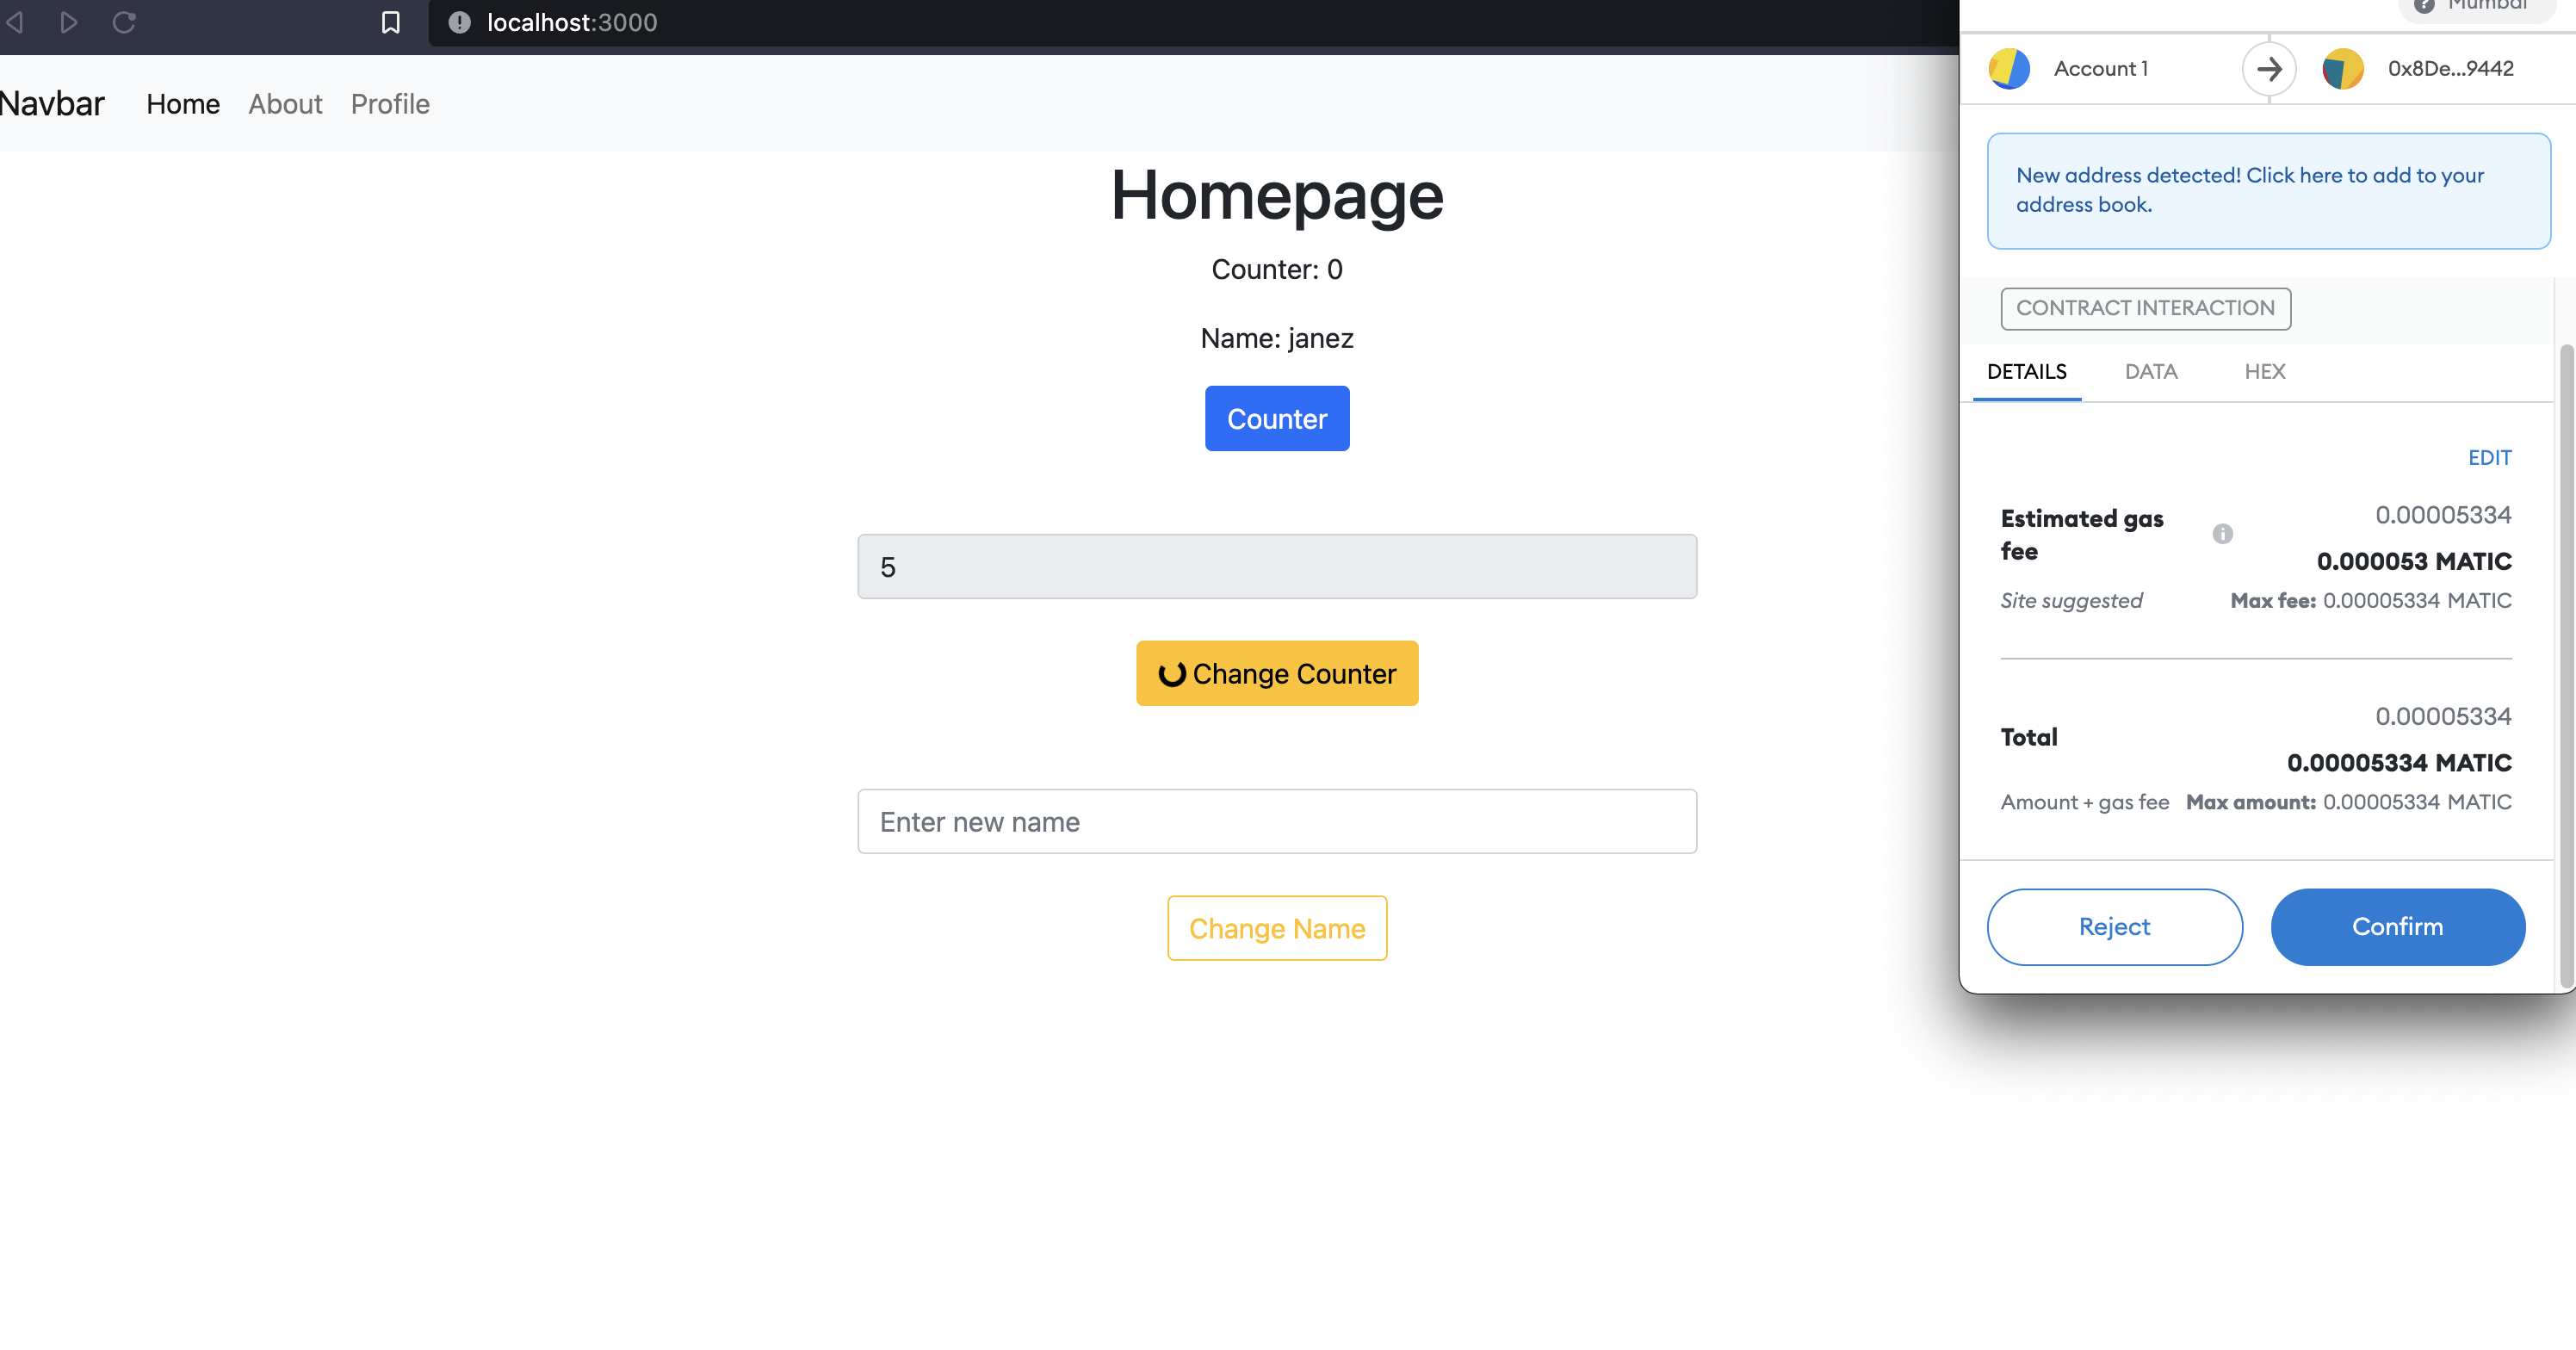 localhost:3000
Navbar Home About Profile
Homepage
Counter: 0
Name: janez
Counter
5
Change Counter
Enter new name
Change Name
Mumbai
Account 1
0x8De...9442
New address detected! Click here to add to your
address book.
CONTRACT INTERACTION
DETAILS DATA HEX
EDIT
Estimated gas
fee
0.00005334
0.000053 MATIC
Site suggested
Max fee: 0.00005334 MATIC
Total
0.00005334
0.00005334 MATIC
Amount + gas fee Max amount: 0.00005334 MATIC
Reject Confirm